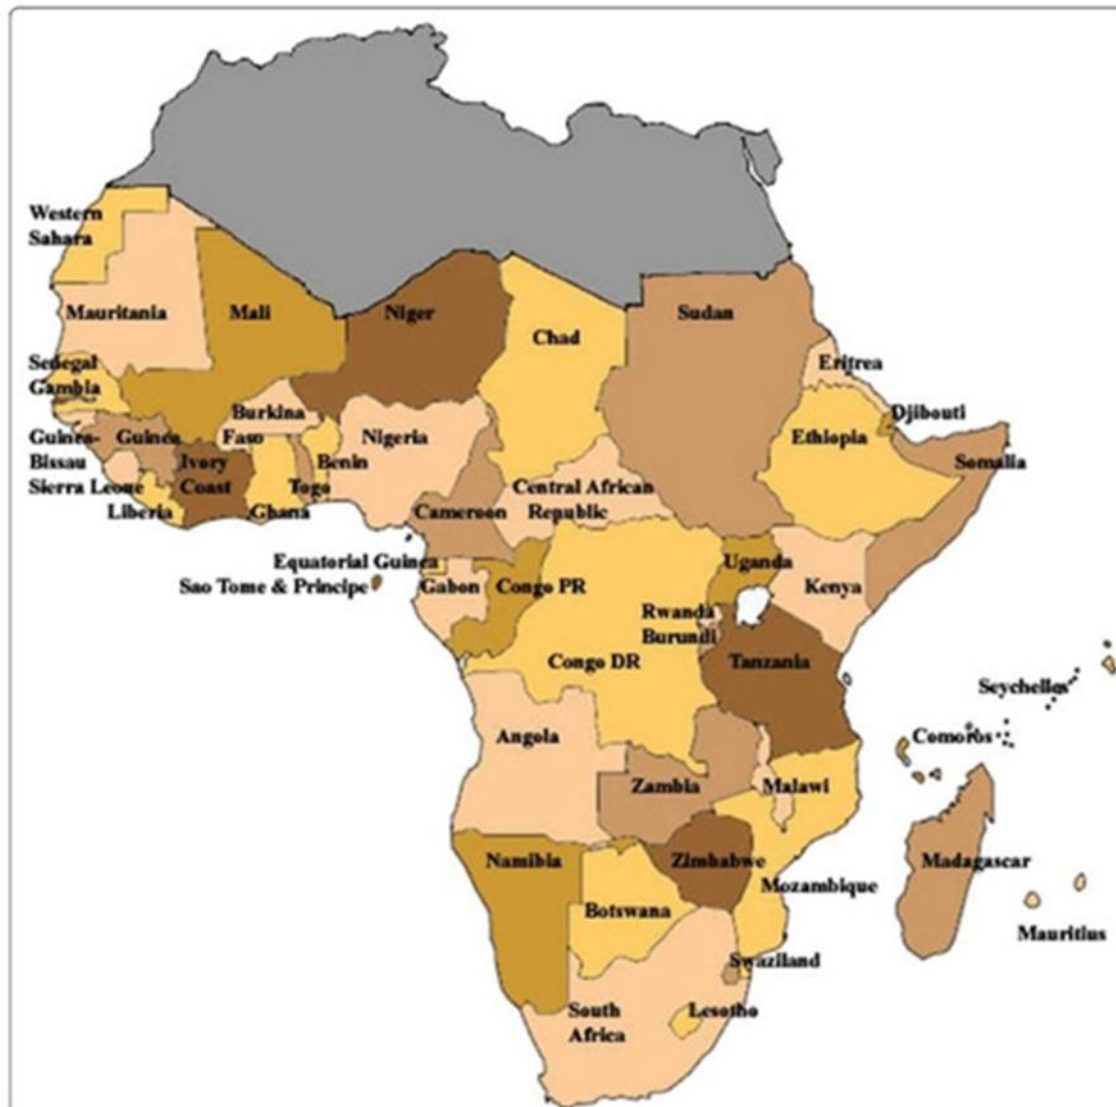 Western
Sahara
Mauritania
Mali
Niger
Chad
Sudan
Eritrea
Senegal
Gambia
Djibouti
Burkina
Faso
Guinea-
Bissau
Guinea
Ivory
Coast
Nigeria
Ethiopia
Benin
Somalia
Sierra Leone
Togo
Central African
Republic
Liberia
Ghana
Cameroon
Equatorial Guinea
Sao Tome & Principe
Gabon
Congo PR
Uganda
Kenya
Rwanda
Burundi
Congo DR
Tanzania
Seychelles
Angola
Comoros
Zambia
Malawi
Namibia
Zimbabwe
Madagascar
Mozambique
Botswana
Mauritius
Swaziland
South
Africa
Lesotho